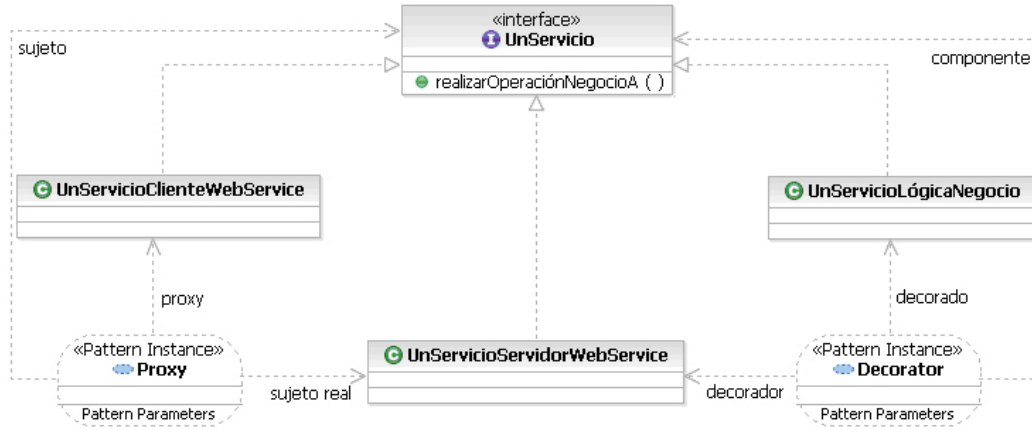 «interface»
UnServicio
sujeto
componente
realizarOperaciónNegocioA ( )
UnServicioClienteWebService
UnServicioLógicaNegocio
proxy
decorado
«Pattern Instance»
Proxy
Pattern Parameters
sujeto real
UnServicioServidorWebService
decorador
«Pattern Instance»
Decorator
Pattern Parameters